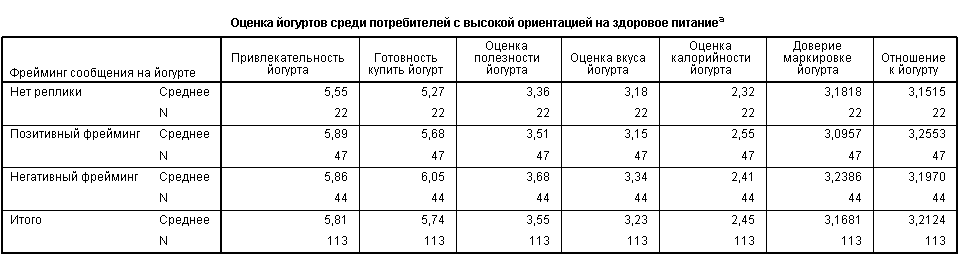 Оценка йогуртов среди потребителей с высокой ориентацией на здоровое питаниеª
Фрейминг сообщения на йогурте Привлекательность йогурта Готовность купить йогурт Оценка полезности йогурта Оценка вкуса йогурта Оценка калорийности йогурта Доверие маркировке йогурта Отношение к йогурту
Нет реплики Среднее 5,55 5,27 3,36 3,18 2,32 3,1818 3,1515
N 22 22 22 22 22 22 22
Позитивный фрейминг Среднее 5,89 5,68 3,51 3,15 2,55 3,0957 3,2553
N 47 47 47 47 47 47 47
Негативный фрейминг Среднее 5,86 6,05 3,68 3,34 2,41 3,2386 3,1970
N 44 44 44 44 44 44 44
Итого Среднее 5,81 5,74 3,55 3,23 2,45 3,1681 3,2124
N 113 113 113 113 113 113 113